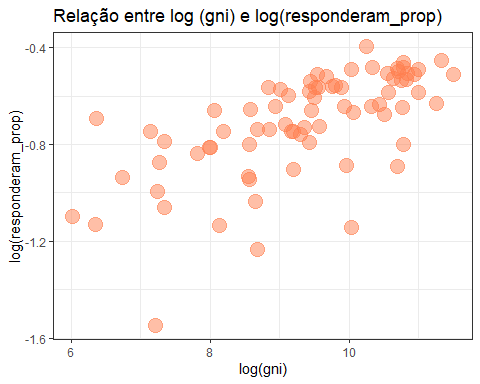 Relação entre log (gni) e log(responderam_prop)
log(responderam_prop)
-0.4
-0.8
-1.2
-1.6
6
8
10
log(gni)